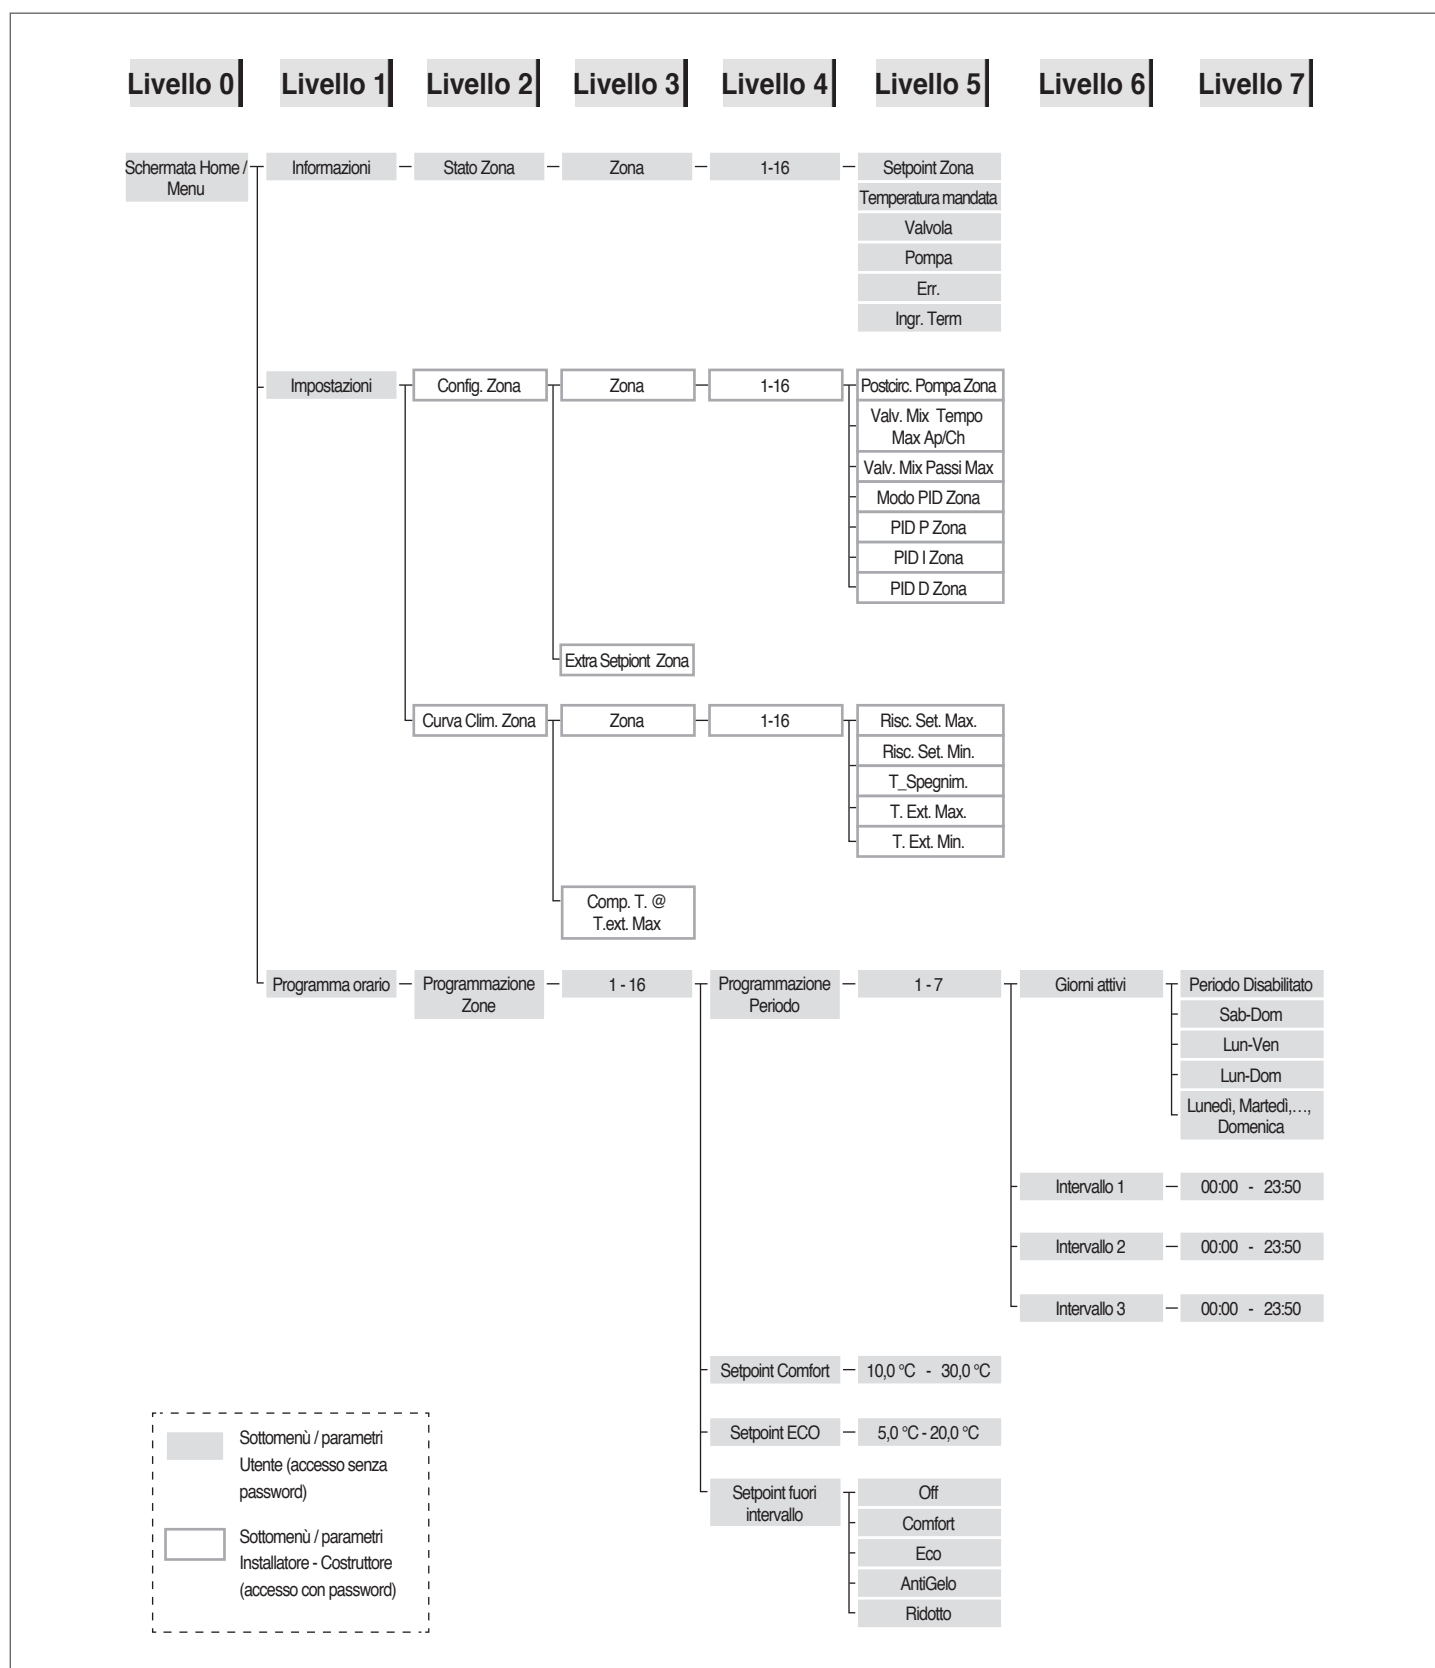 Livello 0 Livello 1 Livello 2 Livello 3 Livello 4 Livello 5 Livello 6 Livello 7
Schermata Home /
Menu
Informazioni
Stato Zona
Zona
1-16
Setpoint Zona
Temperatura mandata
Valvola
Pompa
Err.
Ingr. Term
Impostazioni
Config. Zona
Zona
1-16
Postcirc. Pompa Zona
Valv. Mix Tempo
Max Ap/Ch
Valv. Mix Passi Max
Modo PID Zona
PID P Zona
PID I Zona
PID D Zona
Extra Setpiont Zona
Curva Clim. Zona
Zona
1-16
Risc. Set. Max.
Risc. Set. Min.
T_Spegnim.
T. Ext. Max.
T. Ext. Min.
Comp. T. @
T.ext. Max
Programma orario
Programmazione
Zone
1 - 16
Programmazione
Periodo
1 - 7
Giorni attivi
Periodo Disabilitato
Sab-Dom
Lun-Ven
Lun-Dom
Lunedì, Martedì,…,
Domenica
Intervallo 1
00:00 - 23:50
Intervallo 2
00:00 - 23:50
Intervallo 3
00:00 - 23:50
Setpoint Comfort
10,0 °C - 30,0 °C
Setpoint ECO
5,0 °C - 20,0 °C
Setpoint fuori
intervallo
Off
Comfort
Eco
AntiGelo
Ridotto
Sottomenù / parametri
Utente (accesso senza
password)
Sottomenù / parametri
Installatore - Costruttore
(accesso con password)